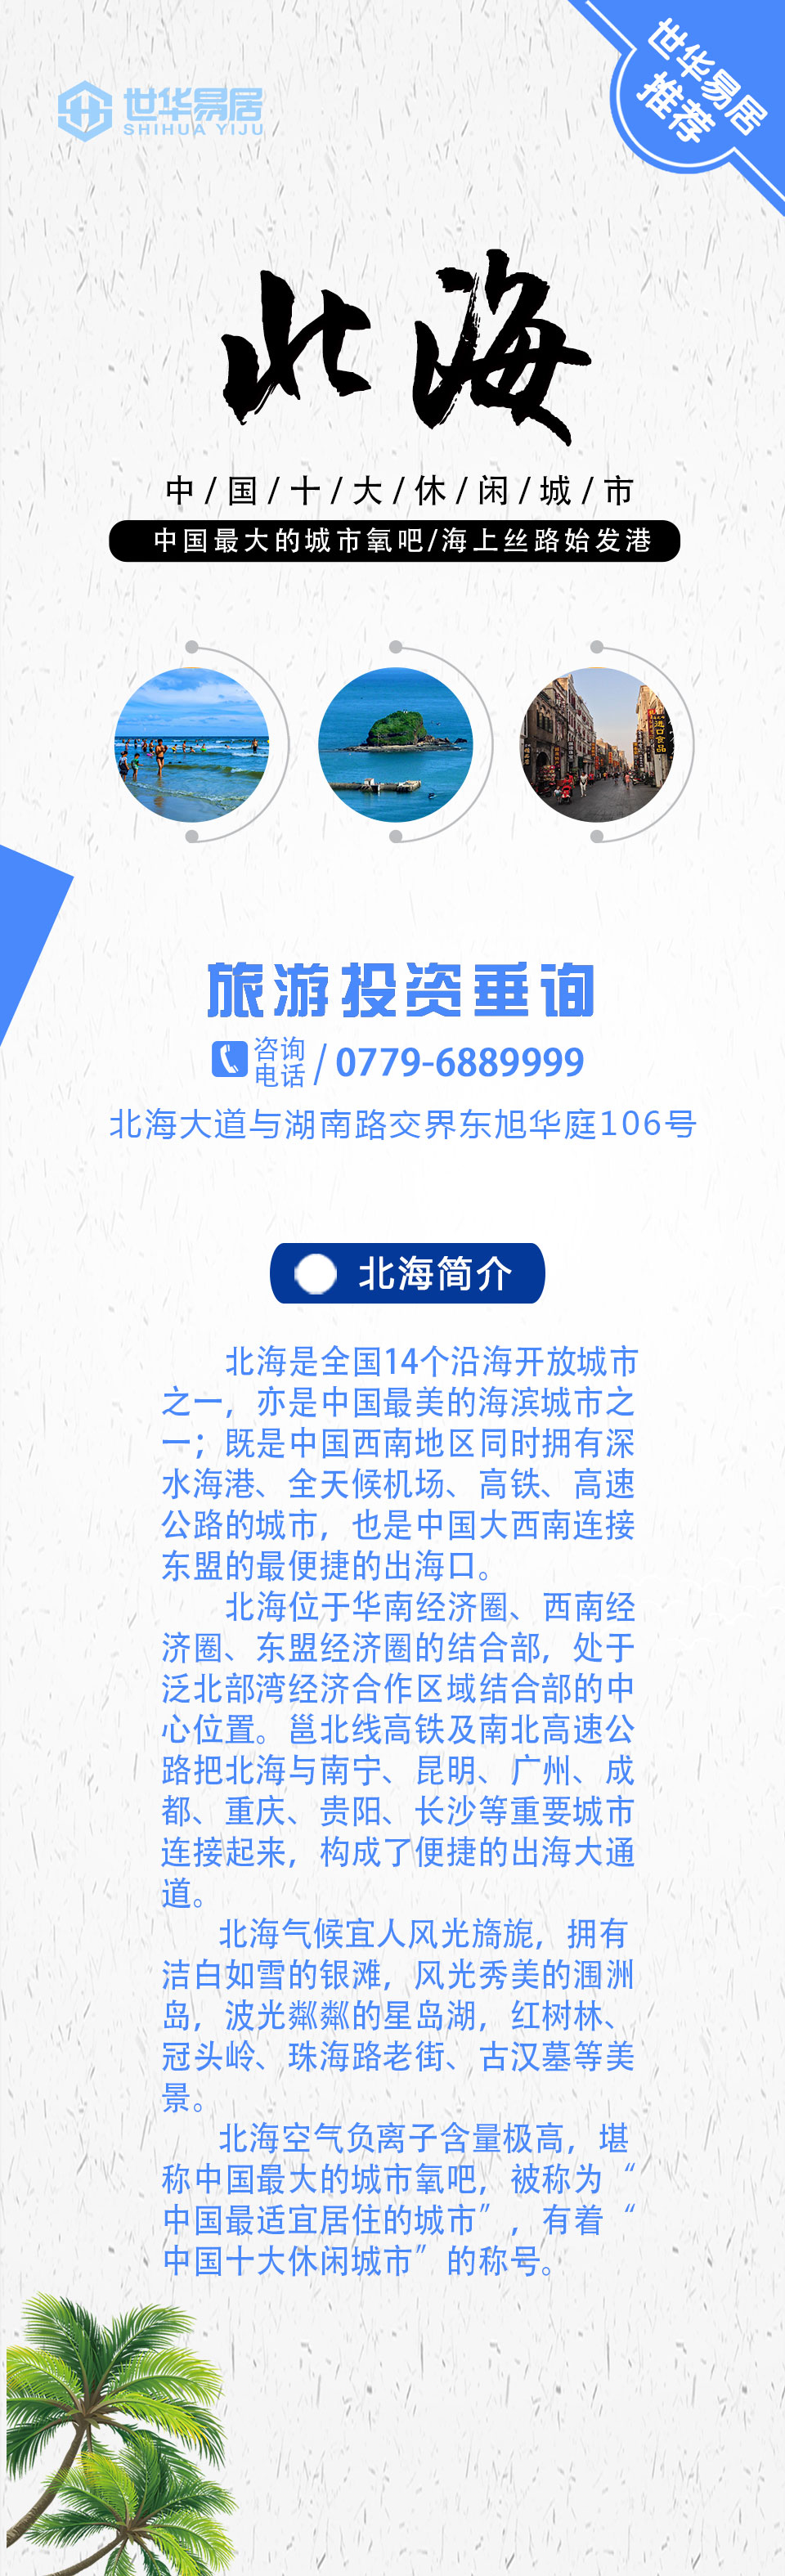 世华易居
SHIHUA YIJU
世华易居
推荐
北海
中/国/十/大/休/闲/城/市
中国最大的城市氧吧/海上丝路始发港
进口食品
旅游投资垂询
咨询
电话/0779-6889999
北海大道与湖南路交界东旭华庭106号
北海简介
北海是全国14个沿海开放城市
之一，亦是中国最美的海滨城市之
一；既是中国西南地区同时拥有深
水海港、全天候机场、高铁、高速
公路的城市，也是中国大西南连接
东盟的最便捷的出海口。
北海位于华南经济圈、西南经
济圈、东盟经济圈的结合部，处于
泛北部湾经济合作区域结合部的中
心位置。邕北线高铁及南北高速公
路把北海与南宁、昆明、广州、成
都、重庆、贵阳、长沙等重要城市
连接起来，构成了便捷的出海大通
道。
北海气候宜人风光旖旎，拥有
洁白如雪的银滩，风光秀美的涠洲
岛，波光粼粼的星岛湖，红树林、
冠头岭、珠海路老街、古汉墓等美
景。
北海空气负离子含量极高，堪
称中国最大的城市氧吧，被称为“
中国最适宜居住的城市”，有着“
中国十大休闲城市”的称号。